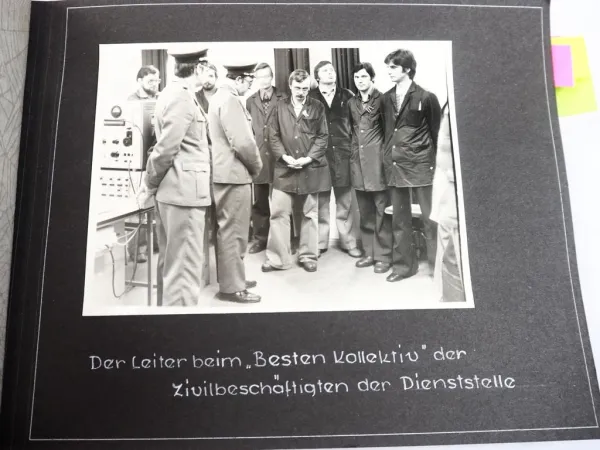 Der Leiter beim „Besten Kollektiv" der
Zivilbeschäftigten der Dienststelle